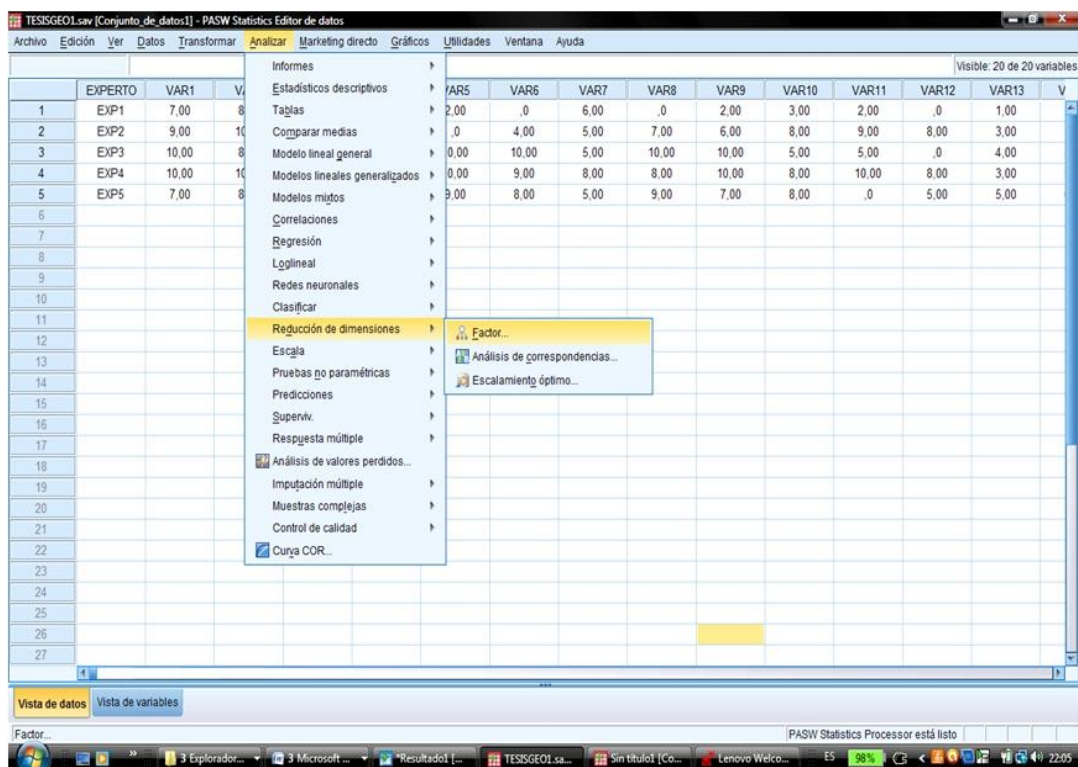 TESISGEO1.sav [Conjunto_de_datos1] - PASW Statistics Editor de datos
Archivo Edición Ver Datos Transformar Analizar Marketing directo Gráficos Utilidades Ventana Ayuda
Visible: 20 de 20 variables
EXPERTO VAR1 VA VAR5 VAR6 VAR7 VAR8 VAR9 VAR10 VAR11 VAR12 VAR13 V
1 EXP1 7,00 8 2,00 ,0 6,00 ,0 2,00 3,00 2,00 ,0 1,00
2 EXP2 9,00 10 ,0 4,00 5,00 7,00 6,00 8,00 9,00 8,00 3,00
3 EXP3 10,00 8 0,00 10,00 5,00 10,00 10,00 5,00 5,00 ,0 4,00
4 EXP4 10,00 10 0,00 9,00 8,00 8,00 10,00 8,00 10,00 8,00 3,00
5 EXP5 7,00 8 9,00 8,00 5,00 9,00 7,00 8,00 ,0 5,00 5,00
6
7
8
9
10
11
12
13
14
15
16
17
18
19
20
21
22
23
24
25
26
27
Informes
Estadísticos descriptivos
Tablas
Comparar medias
Modelo lineal general
Modelos lineales generalizados
Modelos mixtos
Correlaciones
Regresión
Loglineal
Redes neuronales
Clasificar
Reducción de dimensiones
Escala
Pruebas no paramétricas
Predicciones
Superviv.
Respuesta múltiple
Análisis de valores perdidos...
Imputación múltiple
Muestras complejas
Control de calidad
Curva COR...
Factor...
Análisis de correspondencias...
Escalamiento óptimo...
Vista de datos Vista de variables
Factor... PASW Statistics Processor está listo
3 Explorador... 3 Microsoft ... *Resultado1 [... TESISGEO1.sa... Sin título1 [Co... Lenovo Welco... ES 98% 22:05